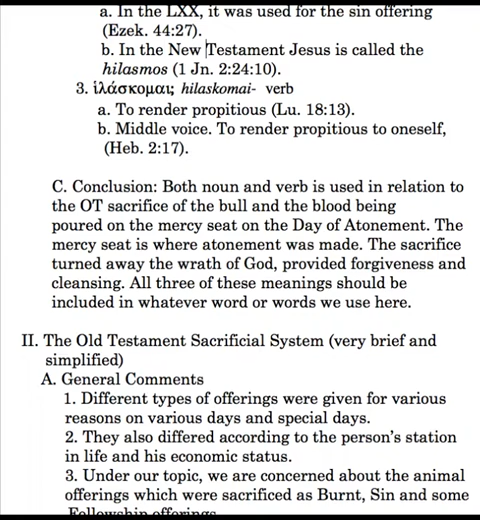 a. In the LXX, it was used for the sin offering
(Ezek. 44:27).
b. In the New Testament Jesus is called the
hilasmos (1 Jn. 2:24:10).
3. ἱλάσκομαι; hilaskomai- verb
a. To render propitious (Lu. 18:13).
b. Middle voice. To render propitious to oneself,
(Heb. 2:17).
C. Conclusion: Both noun and verb is used in relation to
the OT sacrifice of the bull and the blood being
poured on the mercy seat on the Day of Atonement. The
mercy seat is where atonement was made. The sacrifice
turned away the wrath of God, provided forgiveness and
cleansing. All three of these meanings should be
included in whatever word or words we use here.
II. The Old Testament Sacrificial System (very brief and
simplified)
A. General Comments
1. Different types of offerings were given for various
reasons on various days and special days.
2. They also differed according to the person's station
in life and his economic status.
3. Under our topic, we are concerned about the animal
offerings which were sacrificed as Burnt, Sin and some
Fellowship offerings